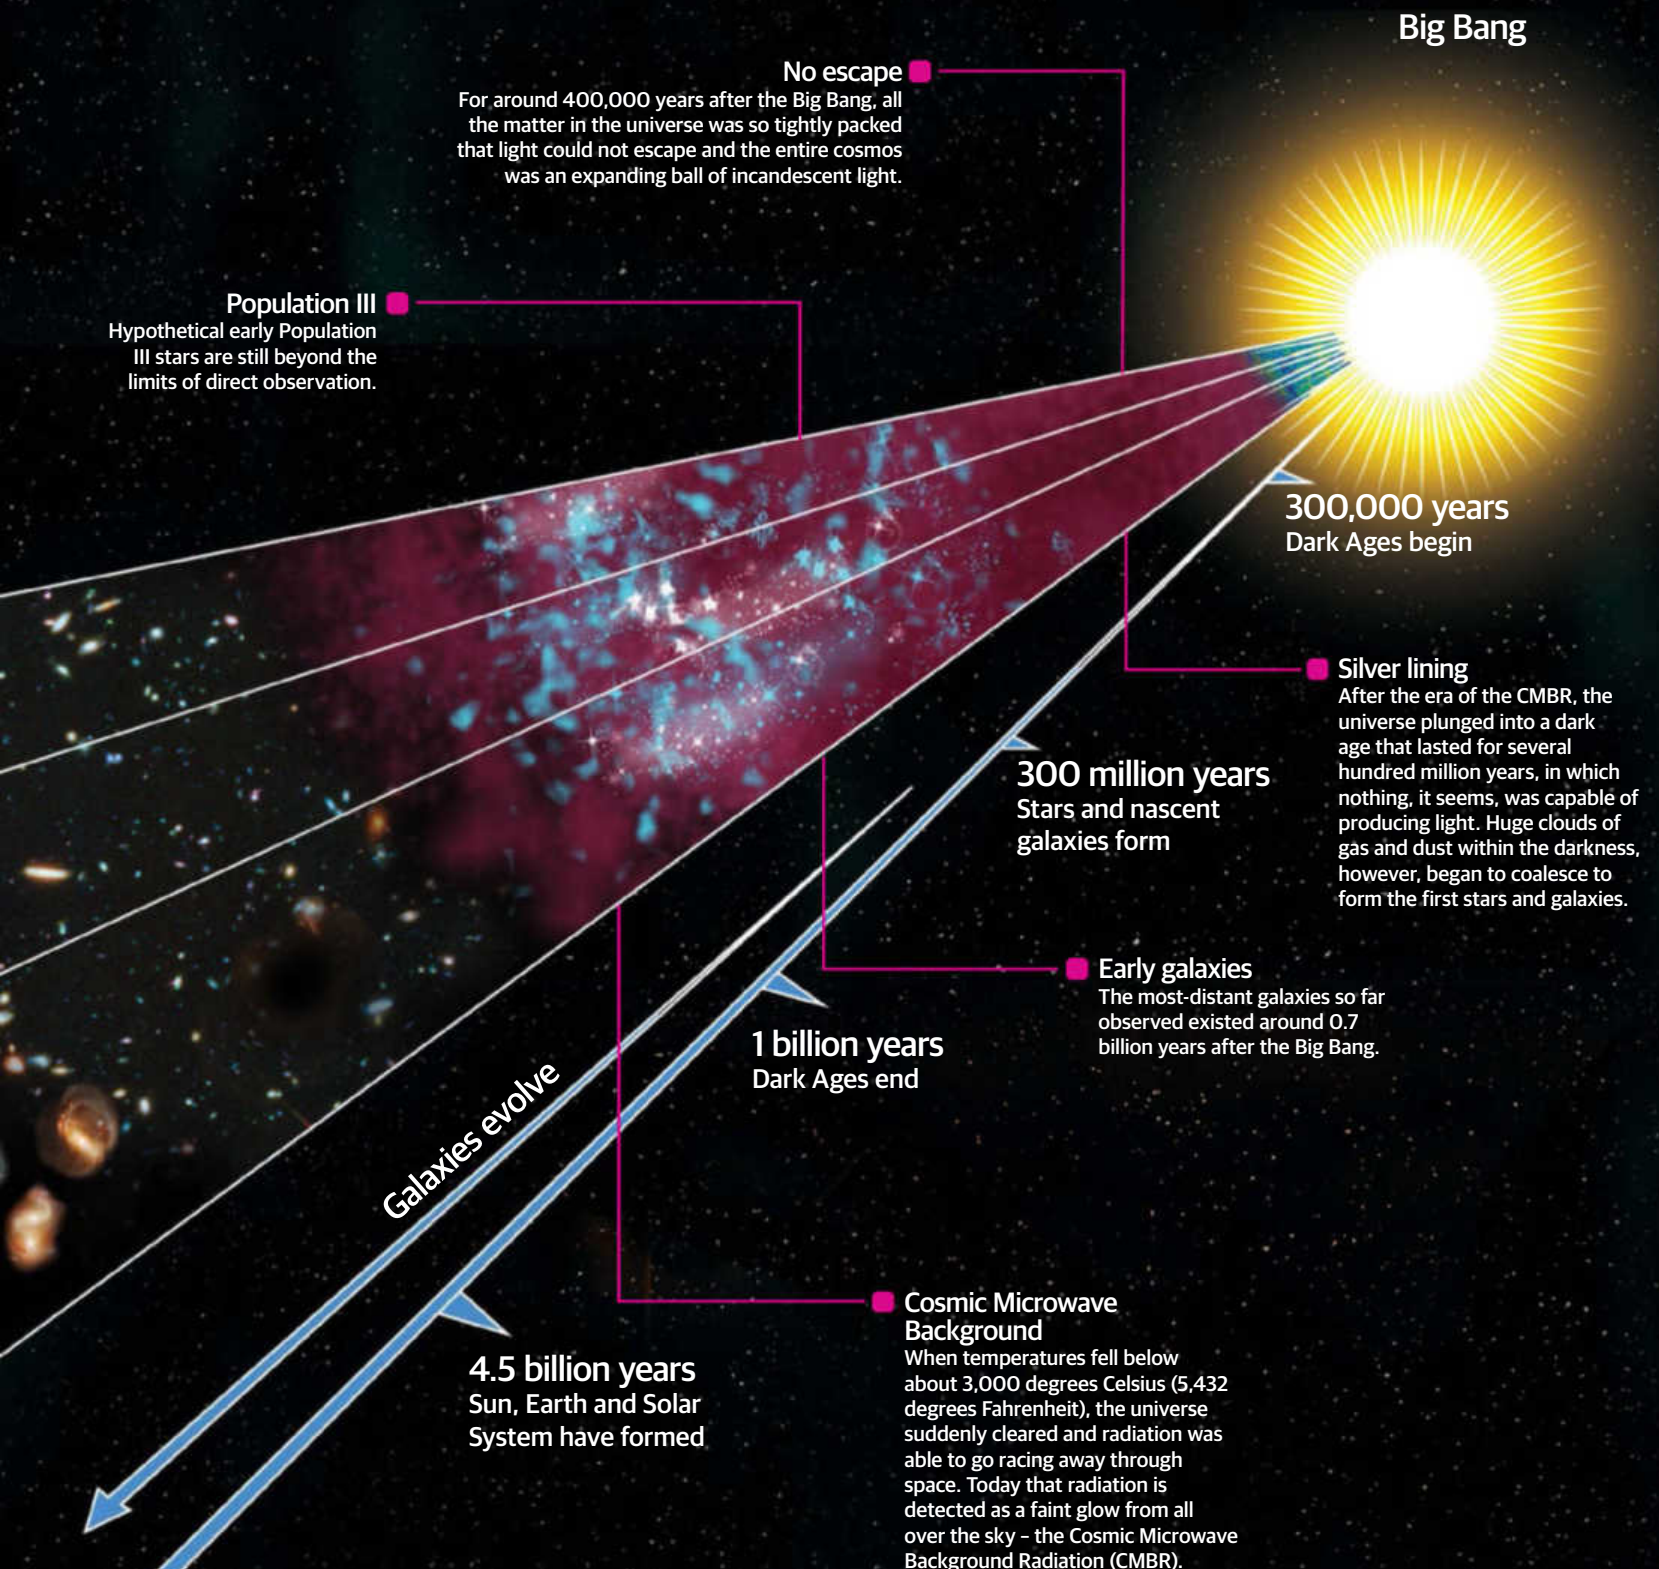 Big Bang
No escape
For around 400,000 years after the Big Bang, all
the matter in the universe was so tightly packed
that light could not escape and the entire cosmos
was an expanding ball of incandescent light.
Population III
Hypothetical early Population
III stars are still beyond the
limits of direct observation.
300,000 years
Dark Ages begin
Silver lining
After the era of the CMBR, the
universe plunged into a dark
age that lasted for several
hundred million years, in which
nothing, it seems, was capable of
producing light. Huge clouds of
gas and dust within the darkness,
however, began to coalesce to
form the first stars and galaxies.
300 million years
Stars and nascent
galaxies form
Early galaxies
The most-distant galaxies so far
observed existed around 0.7
billion years after the Big Bang.
1 billion years
Dark Ages end
Galaxies evolve
Cosmic Microwave
Background
When temperatures fell below
about 3,000 degrees Celsius (5,432
degrees Fahrenheit), the universe
suddenly cleared and radiation was
able to go racing away through
space. Today that radiation is
detected as a faint glow from all
over the sky – the Cosmic Microwave
Background Radiation (CMBR).
4.5 billion years
Sun, Earth and Solar
System have formed